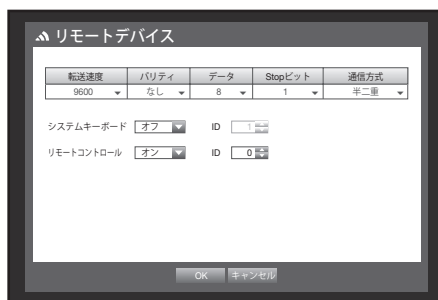 リモートデバイス
転送速度 パリティ データ Stopビット 通信方式
9600 なし 8 1 半二重
システムキーボード オフ ID 1
リモートコントロール オン ID 0
OK キャンセル